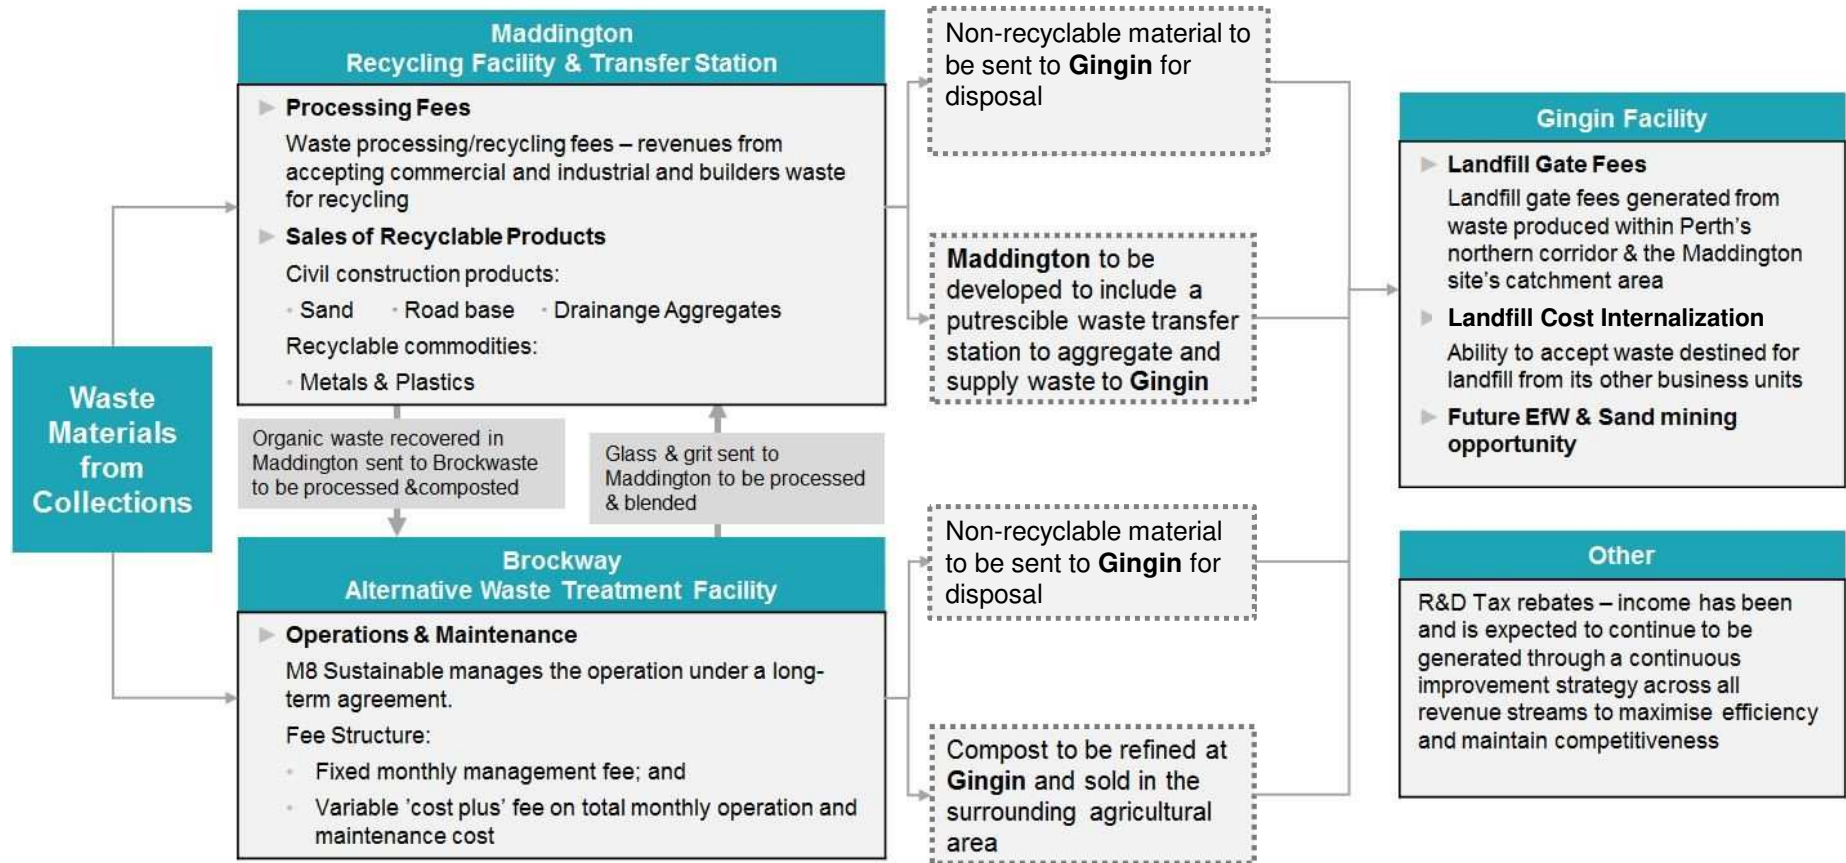 Waste
Materials
from
Collections
Maddington
Recycling Facility & Transfer Station
Processing Fees
Waste processing/recycling fees – revenues from
accepting commercial and industrial and builders waste
for recycling
Sales of Recyclable Products
Civil construction products:
· Sand · Road base · Drainange Aggregates
Recyclable commodities:
· Metals & Plastics
Organic waste recovered in
Maddington sent to Brockwaste
to be processed &composted
Glass & grit sent to
Maddington to be processed
& blended
Brockway
Alternative Waste Treatment Facility
Operations & Maintenance
M8 Sustainable manages the operation under a long-
term agreement.
Fee Structure:
· Fixed monthly management fee; and
· Variable 'cost plus' fee on total monthly operation and
maintenance cost
Non-recyclable material to
be sent to Gingin for
disposal
Maddington to be
developed to include a
putrescible waste transfer
station to aggregate and
supply waste to Gingin
Non-recyclable material
to be sent to Gingin for
disposal
Compost to be refined at
Gingin and sold in the
surrounding agricultural
area
Gingin Facility
Landfill Gate Fees
Landfill gate fees generated from
waste produced within Perth's
northern corridor & the Maddington
site's catchment area
Landfill Cost Internalization
Ability to accept waste destined for
landfill from its other business units
Future EfW & Sand mining
opportunity
Other
R&D Tax rebates – income has been
and is expected to continue to be
generated through a continuous
improvement strategy across all
revenue streams to maximise efficiency
and maintain competitiveness